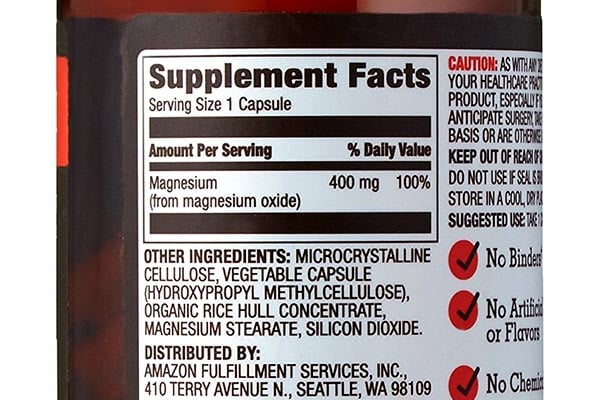 Supplement Facts
Serving Size 1 Capsule
Amount Per Serving % Daily Value
Magnesium 400 mg 100%
(from magnesium oxide)
OTHER INGREDIENTS: MICROCRYSTALLINE
CELLULOSE, VEGETABLE CAPSULE
(HYDROXYPROPYL METHYLCELLULOSE),
ORGANIC RICE HULL CONCENTRATE,
MAGNESIUM STEARATE, SILICON DIOXIDE.
DISTRIBUTED BY:
AMAZON FULFILLMENT SERVICES, INC.,
410 TERRY AVENUE N., SEATTLE, WA 98109
CAUTION: AS WITH ANY
YOUR HEALTHCARE
PRODUCT, ESPECIALLY IF
ANTICIPATE SURGERY,
BASIS OR ARE
KEEP OUT OF REACH OF
DO NOT USE IF SEAL IS
STORE IN A COOL, DRY
SUGGESTED USE: TAKE 1
No Binders
No
or Flavors
No